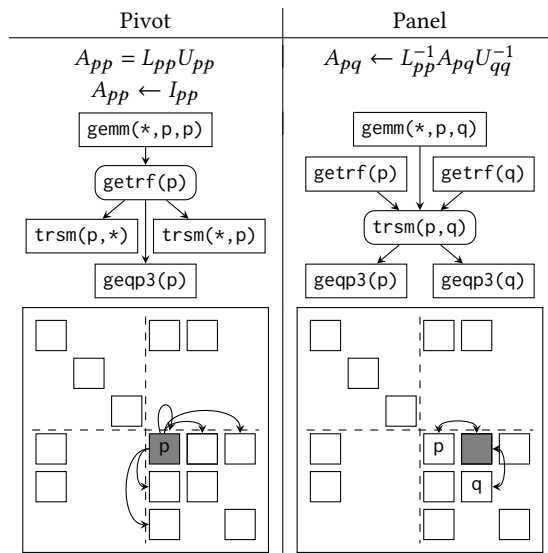 Pivot
Panel
A_{pp} = L_{pp}U_{pp}
A_{pp} ← I_{pp}
gemm(*,p,p)
getrf(p)
trsm(p,*) trsm(*,p)
geqp3(p)
p
A_{pq} ← L_{pp}^{-1}A_{pq}U_{qq}^{-1}
gemm(*,p,q)
getrf(p) getrf(q)
trsm(p,q)
geqp3(p) geqp3(q)
p
q